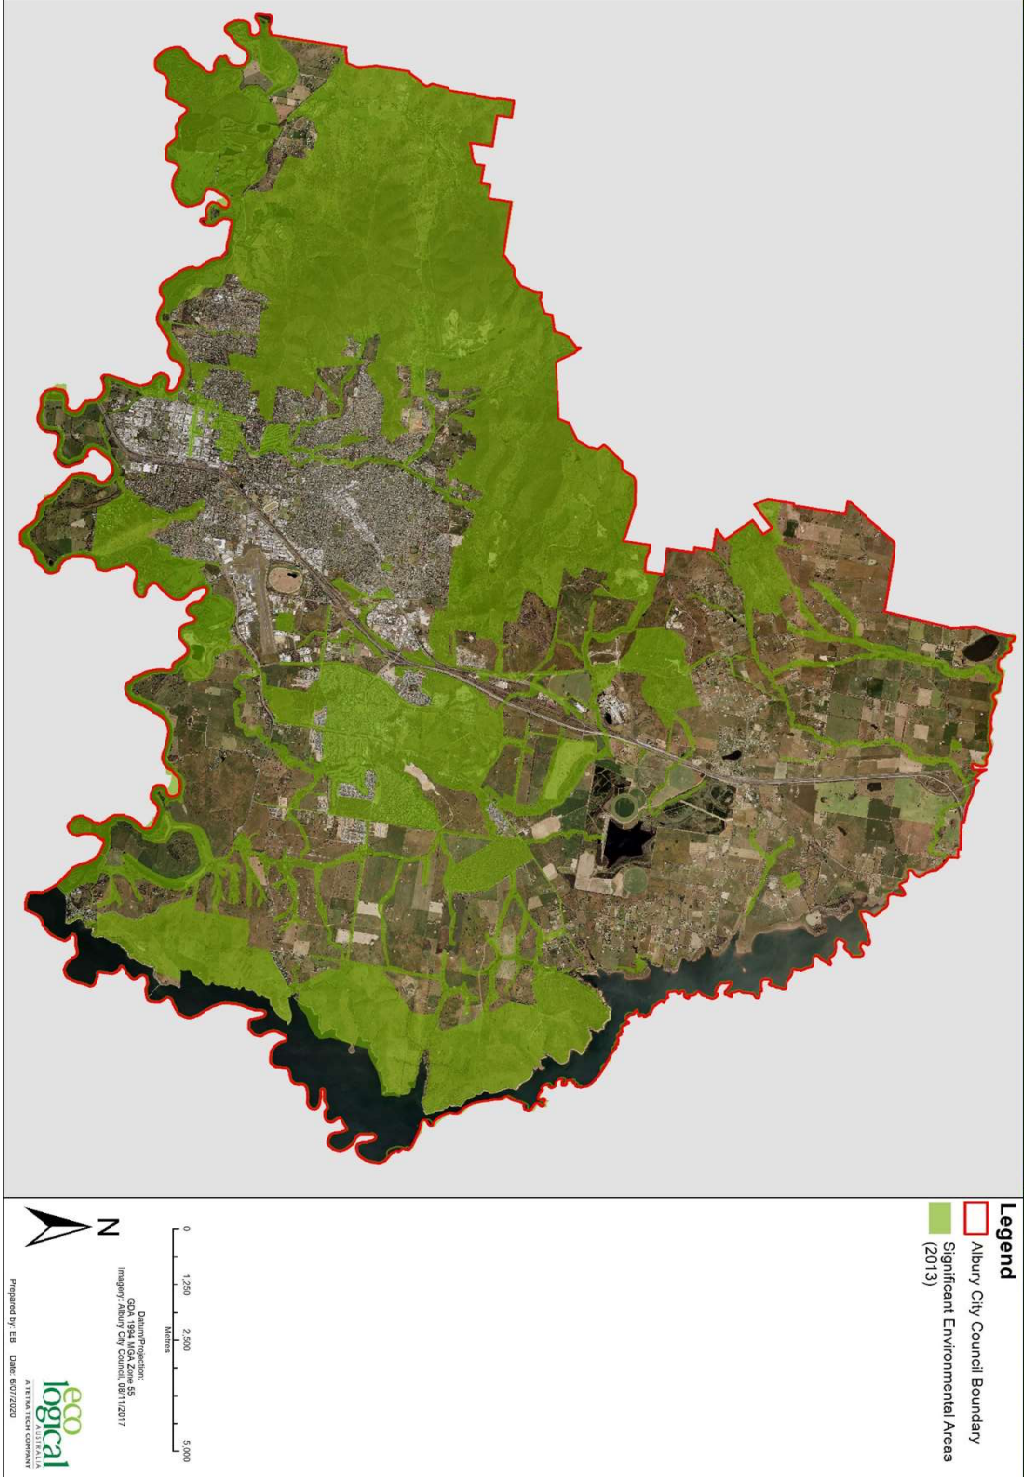 Legend
Albury City Council Boundary
Significant Environmental Areas
(2013)
0 1,250 2,500 5,000
Metres
Datum/Projection:
GDA 1994 MGA Zone 55
Imagery: Albury City Council, 08/11/2017
N
eco
logical
AUSTRALIA
A TETRA TECH COMPANY
Prepared by: EB Date: 6/07/2020